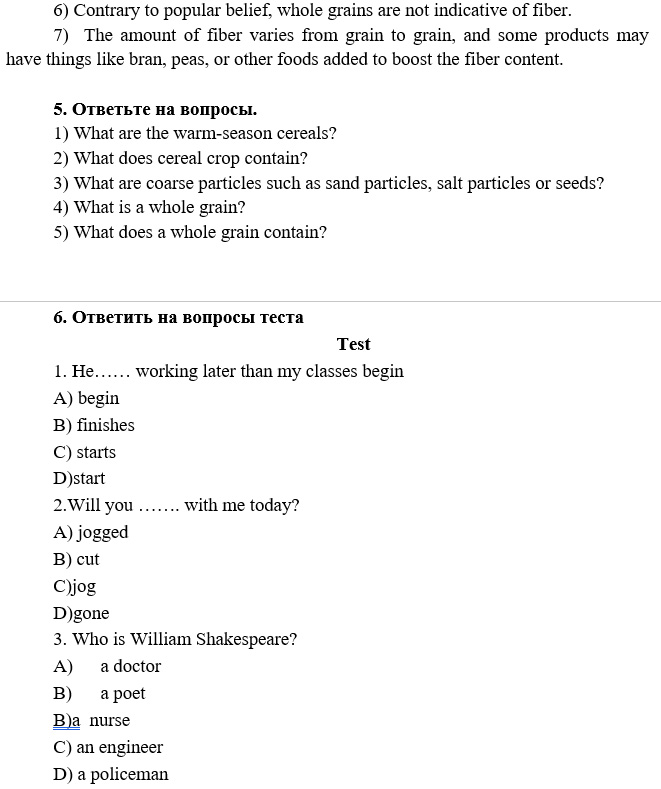 6) Contrary to popular belief, whole grains are not indicative of fiber.
7) The amount of fiber varies from grain to grain, and some products may
have things like bran, peas, or other foods added to boost the fiber content.
5. Ответьте на вопросы.
1) What are the warm-season cereals?
2) What does cereal crop contain?
3) What are coarse particles such as sand particles, salt particles or seeds?
4) What is a whole grain?
5) What does a whole grain contain?
6. Ответить на вопросы теста
Test
1. He…… working later than my classes begin
A) begin
B) finishes
C) starts
D)start
2.Will you ……. with me today?
A) jogged
B) cut
C)jog
D)gone
3. Who is William Shakespeare?
A) a doctor
B) a poet
B)a nurse
C) an engineer
D) a policeman